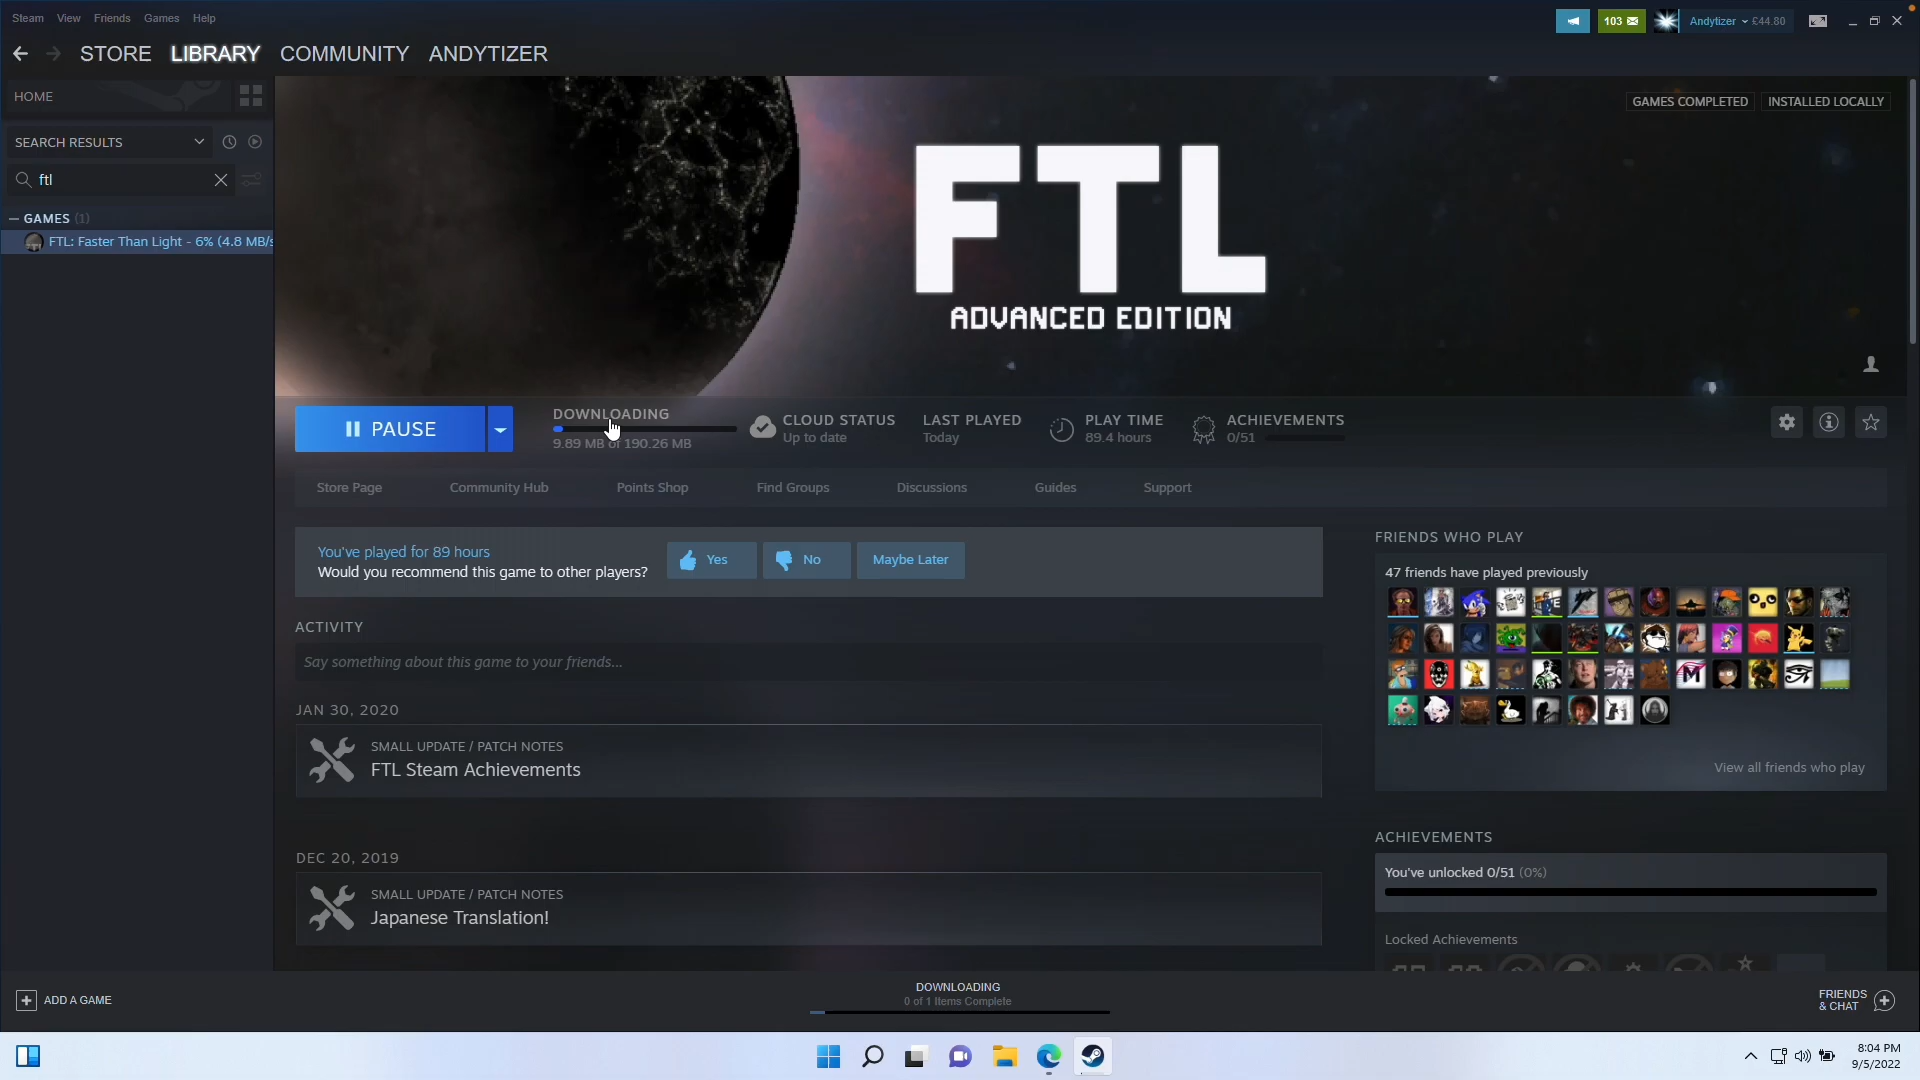 Steam View Friends Games Help
103
Andytizer £44.80
STORE LIBRARY COMMUNITY ANDYTIZER
HOME
SEARCH RESULTS
ftl
GAMES (1)
FTL: Faster Than Light - 6% (4.8 MB/s
GAMES COMPLETED INSTALLED LOCALLY
FTL
ADVANCED EDITION
PAUSE
DOWNLOADING
9.89 MB of 190.26 MB
CLOUD STATUS
Up to date
LAST PLAYED
Today
PLAY TIME
89.4 hours
ACHIEVEMENTS
0/51
Store Page Community Hub Points Shop Find Groups Discussions Guides Support
You've played for 89 hours
Would you recommend this game to other players?
Yes No Maybe Later
ACTIVITY
Say something about this game to your friends...
JAN 30, 2020
SMALL UPDATE / PATCH NOTES
FTL Steam Achievements
DEC 20, 2019
SMALL UPDATE / PATCH NOTES
Japanese Translation!
FRIENDS WHO PLAY
47 friends have played previously
View all friends who play
ACHIEVEMENTS
You've unlocked 0/51 (0%)
Locked Achievements
ADD A GAME
DOWNLOADING
0 of 1 Items Complete
FRIENDS
& CHAT
8:04 PM
9/5/2022